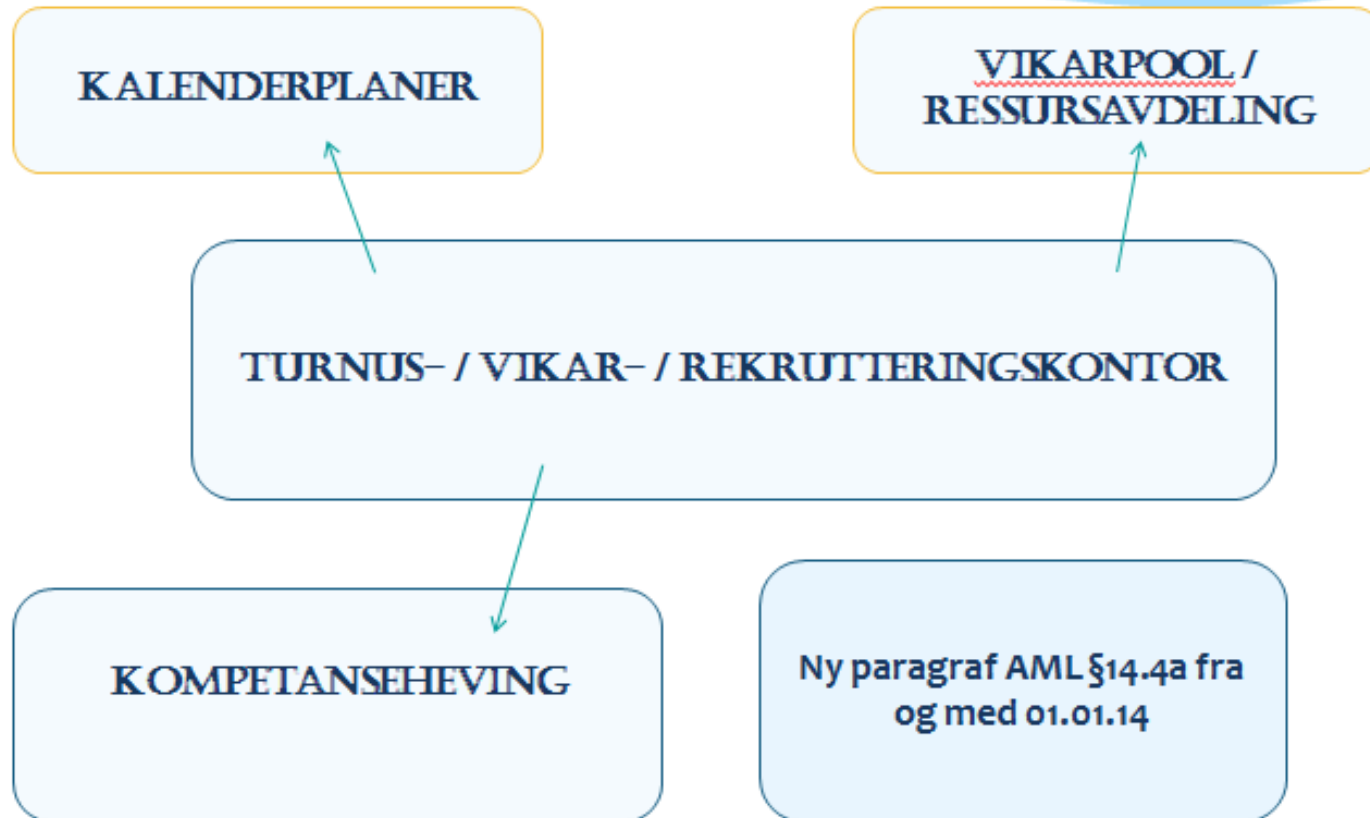 KALENDERPLANER
VIKARPOOL /
RESSURSAVDELING
TURNUS– / VIKAR– / REKRUTTERINGSKONTOR
KOMPETANSEHEVING
Ny paragraf AML §14.4a fra
og med 01.01.14